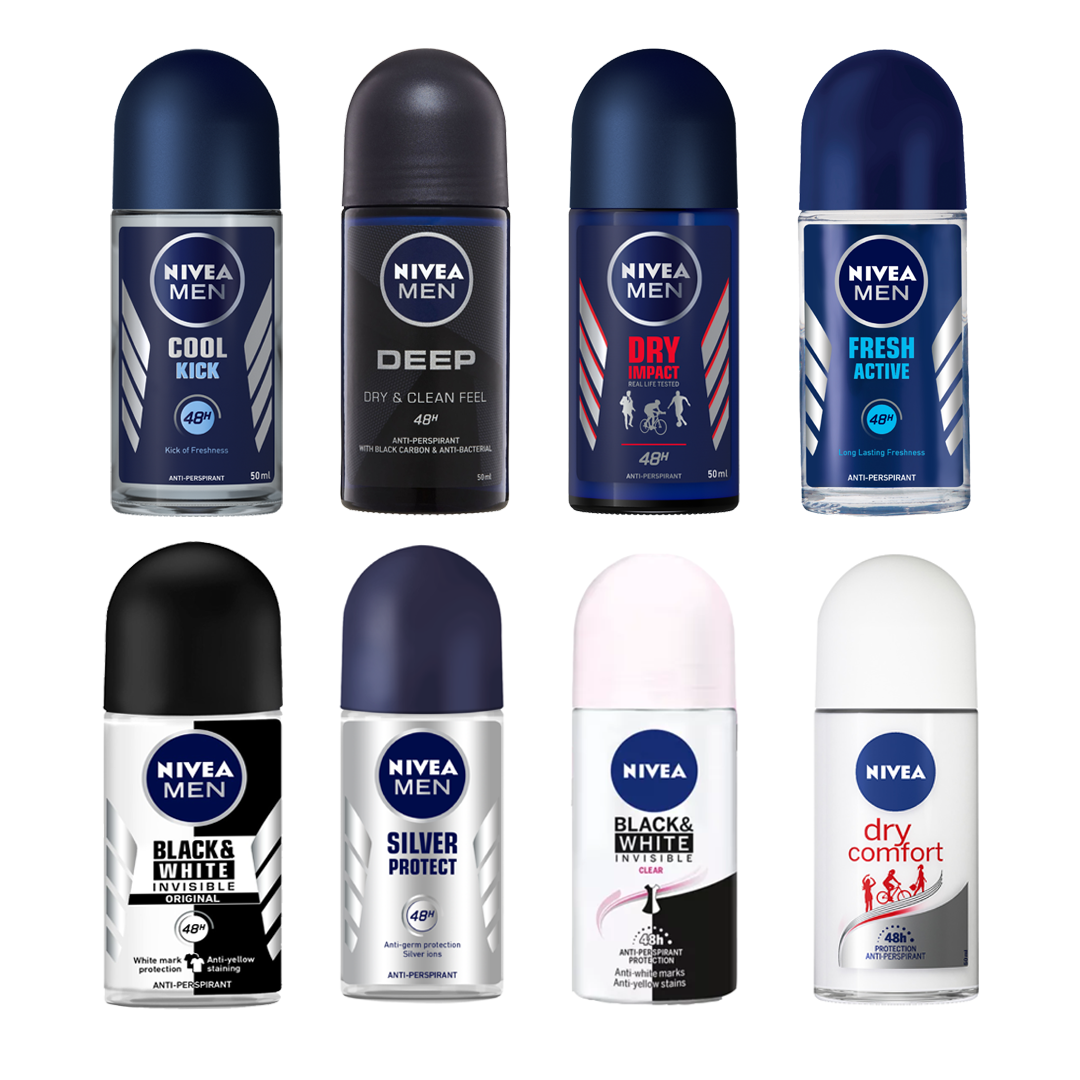 NIVEA
MEN
COOL
KICK
48H
Kick of Freshness
ANTI-PERSPIRANT
50ml
NIVEA
MEN
DEEP
DRY & CLEAN FEEL
48H
ANTI-PERSPIRANT
WITH BLACK CARBON & ANTI-BACTERIAL
50ml
NIVEA
MEN
DRY
IMPACT
REAL LIFE TESTED
48H
ANTI-PERSPIRANT
50ml
NIVEA
MEN
FRESH
ACTIVE
48H
Long Lasting Freshness
ANTI-PERSPIRANT
NIVEA
MEN
BLACK&
WHITE
INVISIBLE
ORIGINAL
48H
White mark protection
Anti-yellow staining
ANTI-PERSPIRANT
NIVEA
MEN
SILVER
PROTECT
48H
Anti-germ protection
Silver ions
ANTI-PERSPIRANT
NIVEA
BLACK&
WHITE
INVISIBLE
CLEAR
48h
ANTI-PERSPIRANT
PROTECTION
Anti-white marks
Anti-yellow stains
NIVEA
dry
comfort
48h
PROTECTION
ANTI-PERSPIRANT